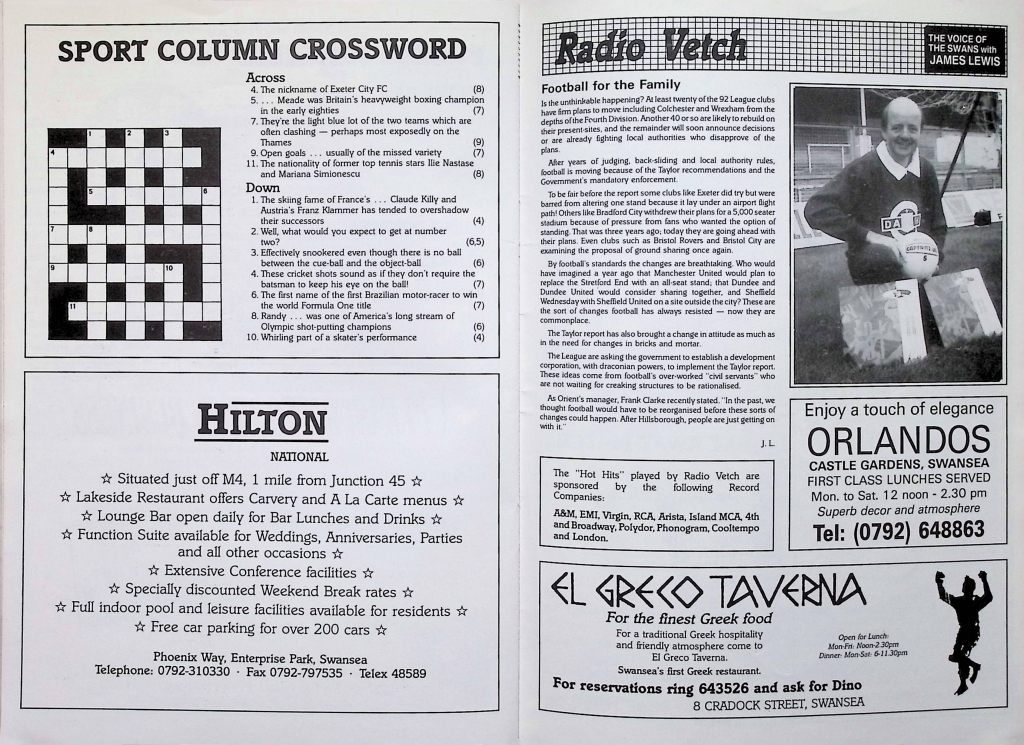 SPORT COLUMN CROSSWORD
Across
4. The nickname of Exeter City FC (8)
5. ... Meade was Britain's heavyweight boxing champion
in the early eighties (7)
7. They're the light blue lot of the two teams which are
often clashing — perhaps most exposedly on the
Thames (9)
9. Open goals ... usually of the missed variety (7)
11. The nationality of former top tennis stars Ilie Nastase
and Mariana Simionescu (8)
Down
1. The skiing fame of France's ... Claude Killy and
Austria's Franz Klammer has tended to overshadow
their successors (4)
2. Well, what would you expect to get at number
two? (6,5)
3. Effectively snookered even though there is no ball
between the cue-ball and the object-ball (6)
4. These cricket shots sound as if they don't require the
batsman to keep his eye on the ball! (7)
6. The first name of the first Brazilian motor-racer to win
the world Formula One title (7)
8. Randy ... was one of America's long stream of
Olympic shot-putting champions (6)
10. Whirling part of a skater's performance (4)
1 2 3
4
5 6
7 8
9 10
11
HILTON
NATIONAL
☆ Situated just off M4, 1 mile from Junction 45 ☆
☆ Lakeside Restaurant offers Carvery and A La Carte menus ☆
☆ Lounge Bar open daily for Bar Lunches and Drinks ☆
☆ Function Suite available for Weddings, Anniversaries, Parties
and all other occasions ☆
☆ Extensive Conference facilities ☆
☆ Specially discounted Weekend Break rates ☆
☆ Full indoor pool and leisure facilities available for residents ☆
☆ Free car parking for over 200 cars ☆
Phoenix Way, Enterprise Park, Swansea
Telephone: 0792-310330 · Fax 0792-797535 · Telex 48589
Radio Vetch
THE VOICE OF
THE SWANS with
JAMES LEWIS
Football for the Family
Is the unthinkable happening? At least twenty of the 92 League clubs
have firm plans to move including Colchester and Wrexham from the
depths of the Fourth Division. Another 40 or so are likely to rebuild on
their present-sites, and the remainder will soon announce decisions
or are already fighting local authorities who disapprove of the
plans.
After years of judging, back-sliding and local authority rules,
football is moving because of the Taylor recommendations and the
Government's mandatory enforcement.
To be fair before the report some clubs like Exeter did try but were
barred from altering one stand because it lay under an airport flight
path! Others like Bradford City withdrew their plans for a 5,000 seater
stadium because of pressure from fans who wanted the option of
standing. That was three years ago; today they are going ahead with
their plans. Even clubs such as Bristol Rovers and Bristol City are
examining the proposal of ground sharing once again.
By football's standards the changes are breathtaking. Who would
have imagined a year ago that Manchester United would plan to
replace the Stretford End with an all-seat stand; that Dundee and
Dundee United would consider sharing together, and Sheffield
Wednesday with Sheffield United on a site outside the city? These are
the sort of changes football has always resisted — now they are
commonplace.
The Taylor report has also brought a change in attitude as much as
in the need for changes in bricks and mortar.
The League are asking the government to establish a development
corporation, with draconian powers, to implement the Taylor report.
These ideas come from football's over-worked "civil servants" who
are not waiting for creaking structures to be rationalised.
As Orient's manager, Frank Clarke recently stated. "In the past, we
thought football would have to be reorganised before these sorts of
changes could happen. After Hillsborough, people are just getting on
with it."
J. L.
The "Hot Hits" played by Radio Vetch are
sponsored by the following Record
Companies:
A&M, EMI, Virgin, RCA, Arista, Island MCA, 4th
and Broadway, Polydor, Phonogram, Cooltempo
and London.
Enjoy a touch of elegance
ORLANDOS
CASTLE GARDENS, SWANSEA
FIRST CLASS LUNCHES SERVED
Mon. to Sat. 12 noon - 2.30 pm
Superb decor and atmosphere
Tel: (0792) 648863
EL GRECO TAVERNA
For the finest Greek food
For a traditional Greek hospitality
and friendly atmosphere come to
El Greco Taverna.
Swansea's first Greek restaurant.
Open for Lunch:
Mon-Fri: Noon-2.30pm
Dinner: Mon-Sat: 6-11.30pm
For reservations ring 643526 and ask for Dino
8 CRADOCK STREET, SWANSEA